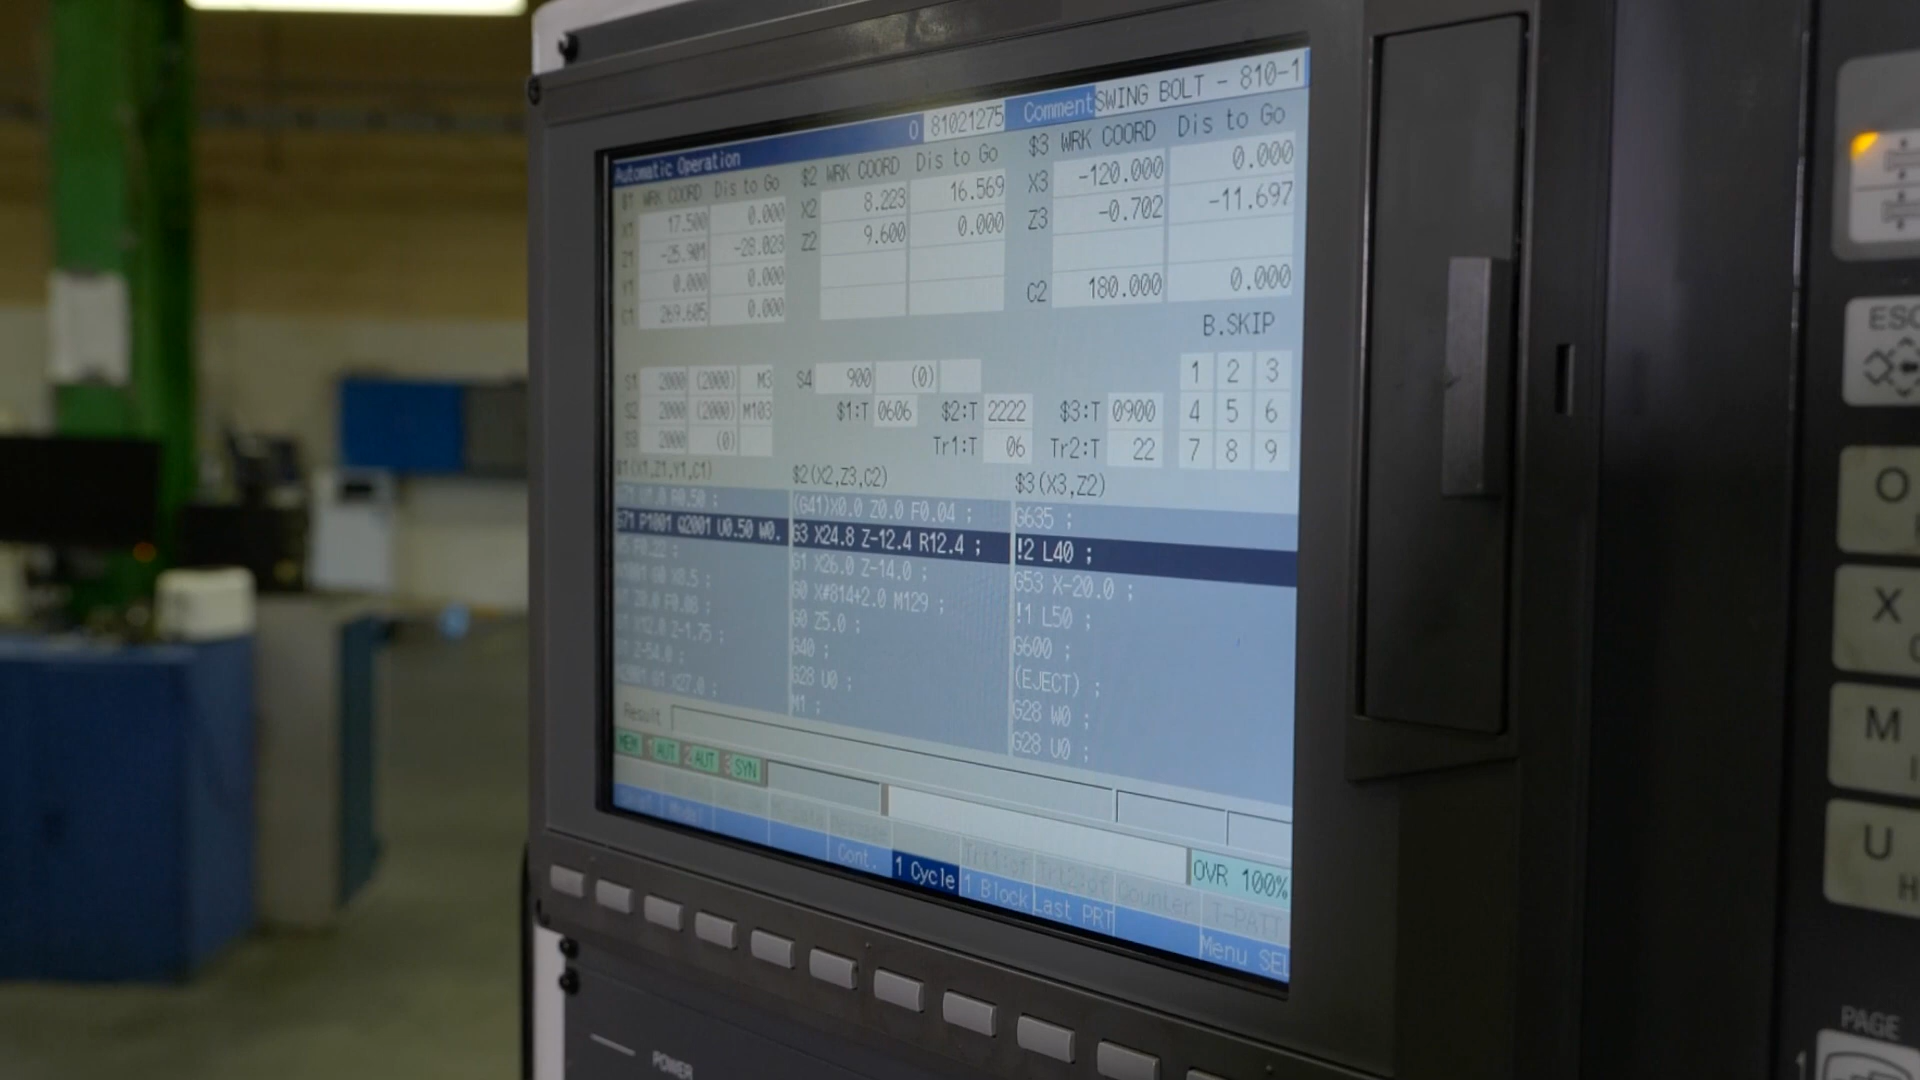 Automatic Operation
O 81021275 Comment SWING BOLT - 810-1
$1 WRK COORD Dis to Go
X1 17.500 0.000
Z1 -25.901 -28.023
Y1 0.000 0.000
C1 269.605 0.000
$2 WRK COORD Dis to Go
X2 8.223 16.569
Z2 9.600 0.000
$3 WRK COORD Dis to Go
X3 -120.000 0.000
Z3 -0.702 -11.697
C2 180.000 0.000
B.SKIP
1 2 3
4 5 6
7 8 9
S1 2000 (2000) M3
S2 2000 (2000) M103
S3 2000 (0)
S4 900 (0)
$1:T 0606 $2:T 2222 $3:T 0900
Tr1:T 06 Tr2:T 22
$1(X1,Z1,Y1,C1)
G71 P1001 Q2001 U0.50 W0.
$2(X2,Z3,C2)
(G41)X0.0 Z0.0 F0.04 ;
G3 X24.8 Z-12.4 R12.4 ;
G1 X26.0 Z-14.0 ;
G0 X#814+2.0 M129 ;
G0 Z5.0 ;
G40 ;
G28 U0 ;
M1 ;
$3(X3,Z2)
G635 ;
!2 L40 ;
G53 X-20.0 ;
!1 L50 ;
G600 ;
(EJECT) ;
G28 W0 ;
G28 U0 ;
Result
MEM 1 AUT 2 AUT 3 SYN
OVR 100%
Cont. 1 Cycle 1 Block Last PRT
Counter T-PATT
Menu SEL
POWER
ESC
O
X
M
U
H
PAGE